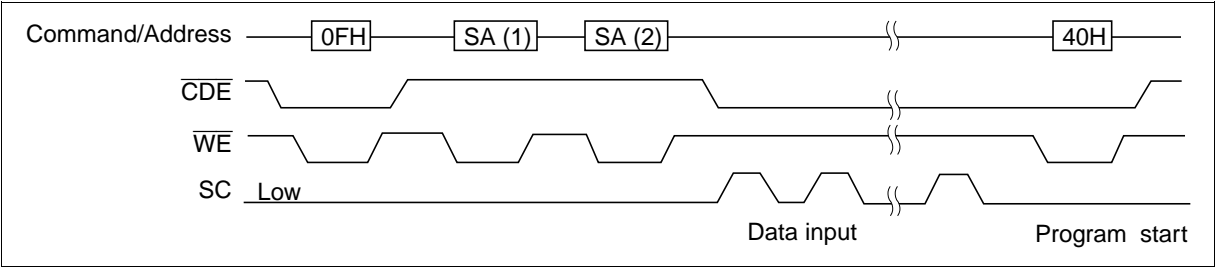 Command/Address 0FH SA (1) SA (2) 40H
CDE
WE
SC Low
Data input Program start